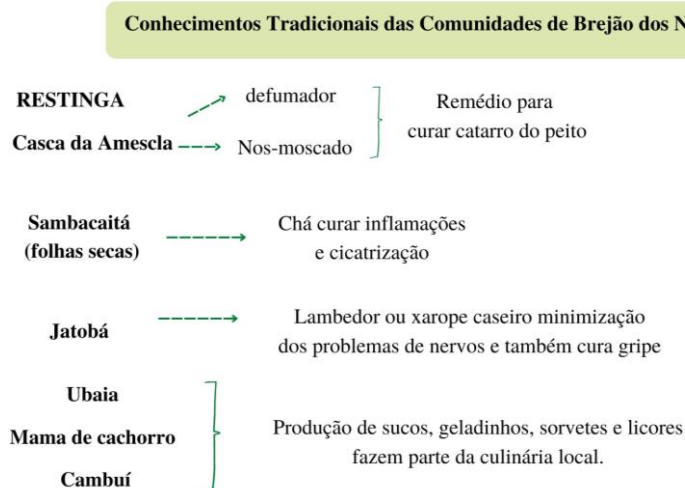 Conhecimentos Tradicionais das Comunidades de Brejão dos N
RESTINGA
Casca da Amescla
defumador
Nos-moscado
Remédio para
curar catarro do peito
Sambacaitá
(folhas secas)
Chá curar inflamações
e cicatrização
Jatobá
Lambedor ou xarope caseiro minimização
dos problemas de nervos e também cura gripe
Ubaia
Mama de cachorro
Cambuí
Produção de sucos, geladinhos, sorvetes e licores
fazem parte da culinária local.